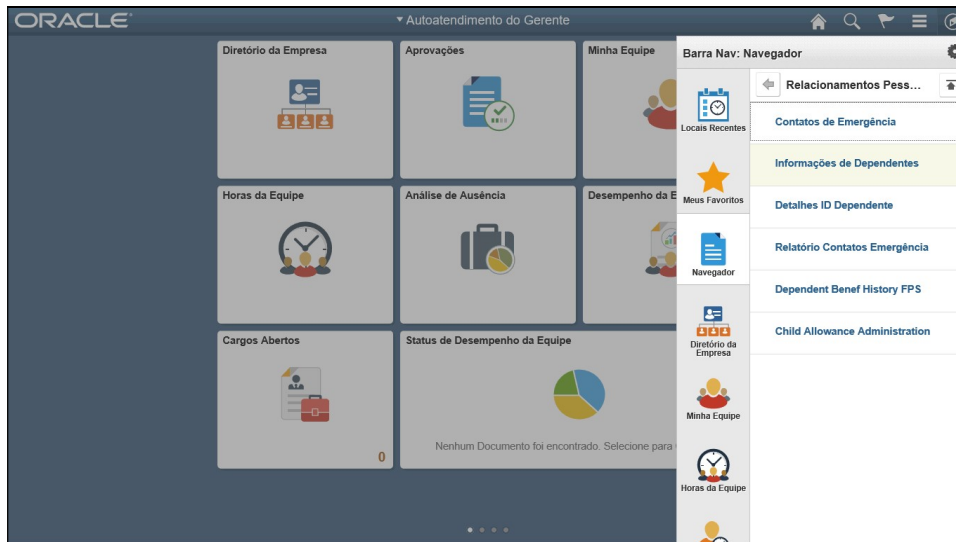 ORACLE
Autoatendimento do Gerente
Diretório da Empresa
Aprovações
Minha Equipe
Horas da Equipe
Análise de Ausência
Desempenho da E
Cargos Abertos
0
Status de Desempenho da Equipe
Nenhum Documento foi encontrado. Selecione para
Barra Nav: Navegador
Locais Recentes
Meus Favoritos
Navegador
Diretório da
Empresa
Minha Equipe
Horas da Equipe
Relacionamentos Pess...
Contatos de Emergência
Informações de Dependentes
Detalhes ID Dependente
Relatório Contatos Emergência
Dependent Benef History FPS
Child Allowance Administration